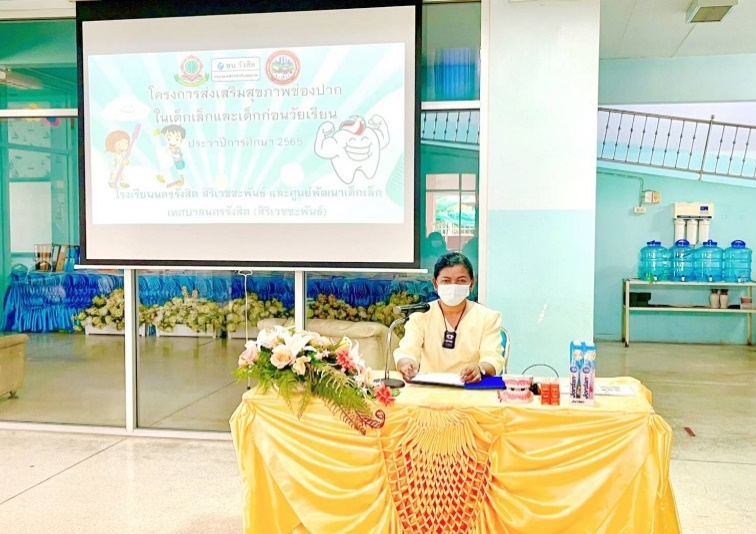 ทน.รังสิต
โครงการส่งเสริมสุขภาพช่องปาก
ในเด็กเล็กและเด็กก่อนวัยเรียน
ประจำปีการศึกษา 2565
โรงเรียนนครรังสิต สิริเวชชะพันธ์ และศูนย์พัฒนาเด็กเล็ก
เทศบาลนครรังสิต (สิริเวชชะพันธ์)